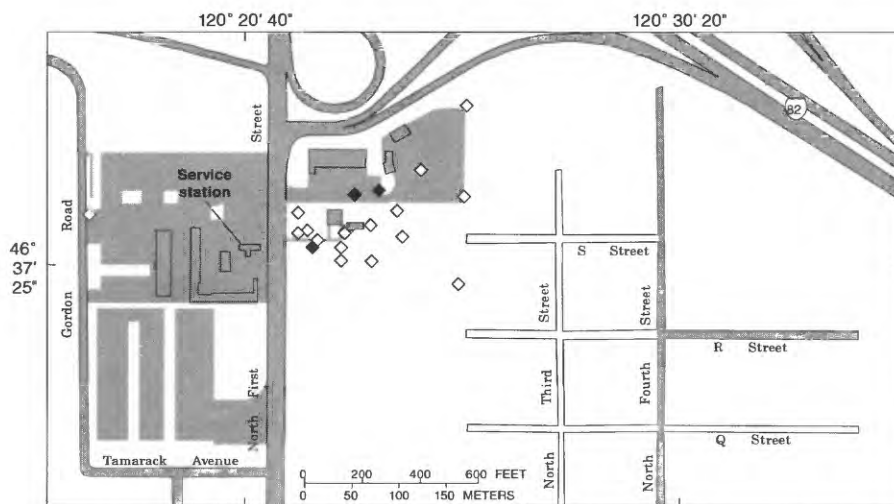 120° 20' 40"
120° 30' 20"
82
Street
Service
station
Road
46°
37'
25"
S Street
Gordon
Street
Street
R Street
First
Third
Fourth
Q Street
North
Tamarack Avenue
North
North
0 200 400 600 FEET
0 50 100 150 METERS